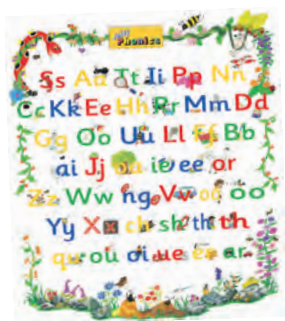 Phonics
Ss Aa Tt Ii Pp Nn
Cc Kk Ee Hh Rr Mm Dd
Gg Oo Uu Ll Ff Bb
ai Jj oa ie ee or
Zz Ww ng Vv oo oo
Yy Xx ch sh th th
qu ou oi ue er ar